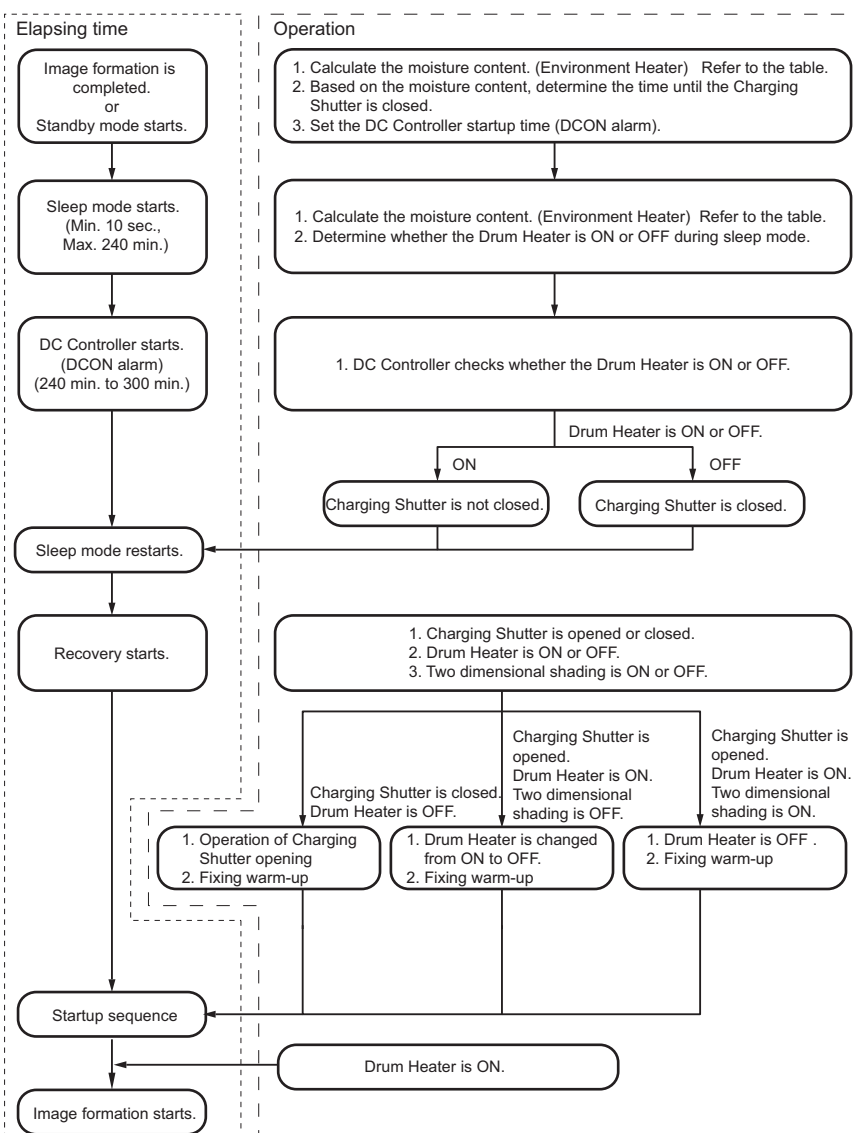 Elapsing time
Operation
Image formation is
completed.
or
Standby mode starts.
1. Calculate the moisture content. (Environment Heater) Refer to the table.
2. Based on the moisture content, determine the time until the Charging
Shutter is closed.
3. Set the DC Controller startup time (DCON alarm).
Sleep mode starts.
(Min. 10 sec.,
Max. 240 min.)
1. Calculate the moisture content. (Environment Heater) Refer to the table.
2. Determine whether the Drum Heater is ON or OFF during sleep mode.
DC Controller starts.
(DCON alarm)
(240 min. to 300 min.)
1. DC Controller checks whether the Drum Heater is ON or OFF.
Drum Heater is ON or OFF.
ON
OFF
Charging Shutter is not closed.
Charging Shutter is closed.
Sleep mode restarts.
Recovery starts.
1. Charging Shutter is opened or closed.
2. Drum Heater is ON or OFF.
3. Two dimensional shading is ON or OFF.
Charging Shutter is closed.
Drum Heater is OFF.
Charging Shutter is
opened.
Drum Heater is ON.
Two dimensional
shading is OFF.
Charging Shutter is
opened.
Drum Heater is ON.
Two dimensional
shading is ON.
1. Operation of Charging
Shutter opening
2. Fixing warm-up
1. Drum Heater is changed
from ON to OFF.
2. Fixing warm-up
1. Drum Heater is OFF .
2. Fixing warm-up
Startup sequence
Drum Heater is ON.
Image formation starts.